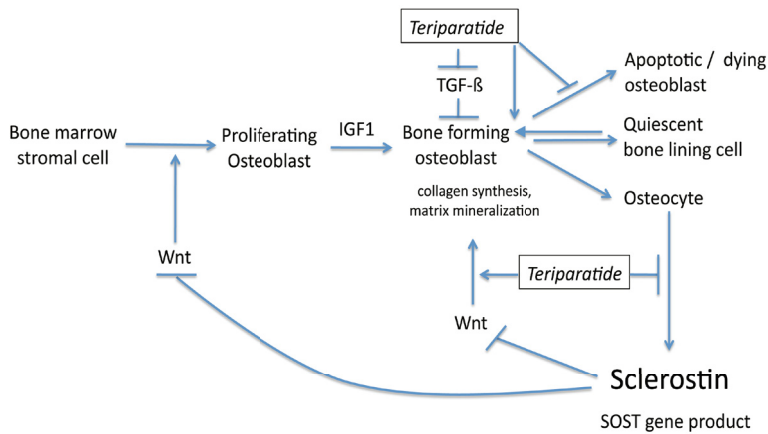 Teriparatide
TGF-ß
Apoptotic / dying
osteoblast
Bone marrow
stromal cell
Proliferating
Osteoblast
IGF1
Bone forming
osteoblast
Quiescent
bone lining cell
collagen synthesis,
matrix mineralization
Osteocyte
Wnt
Teriparatide
Wnt
Sclerostin
SOST gene product